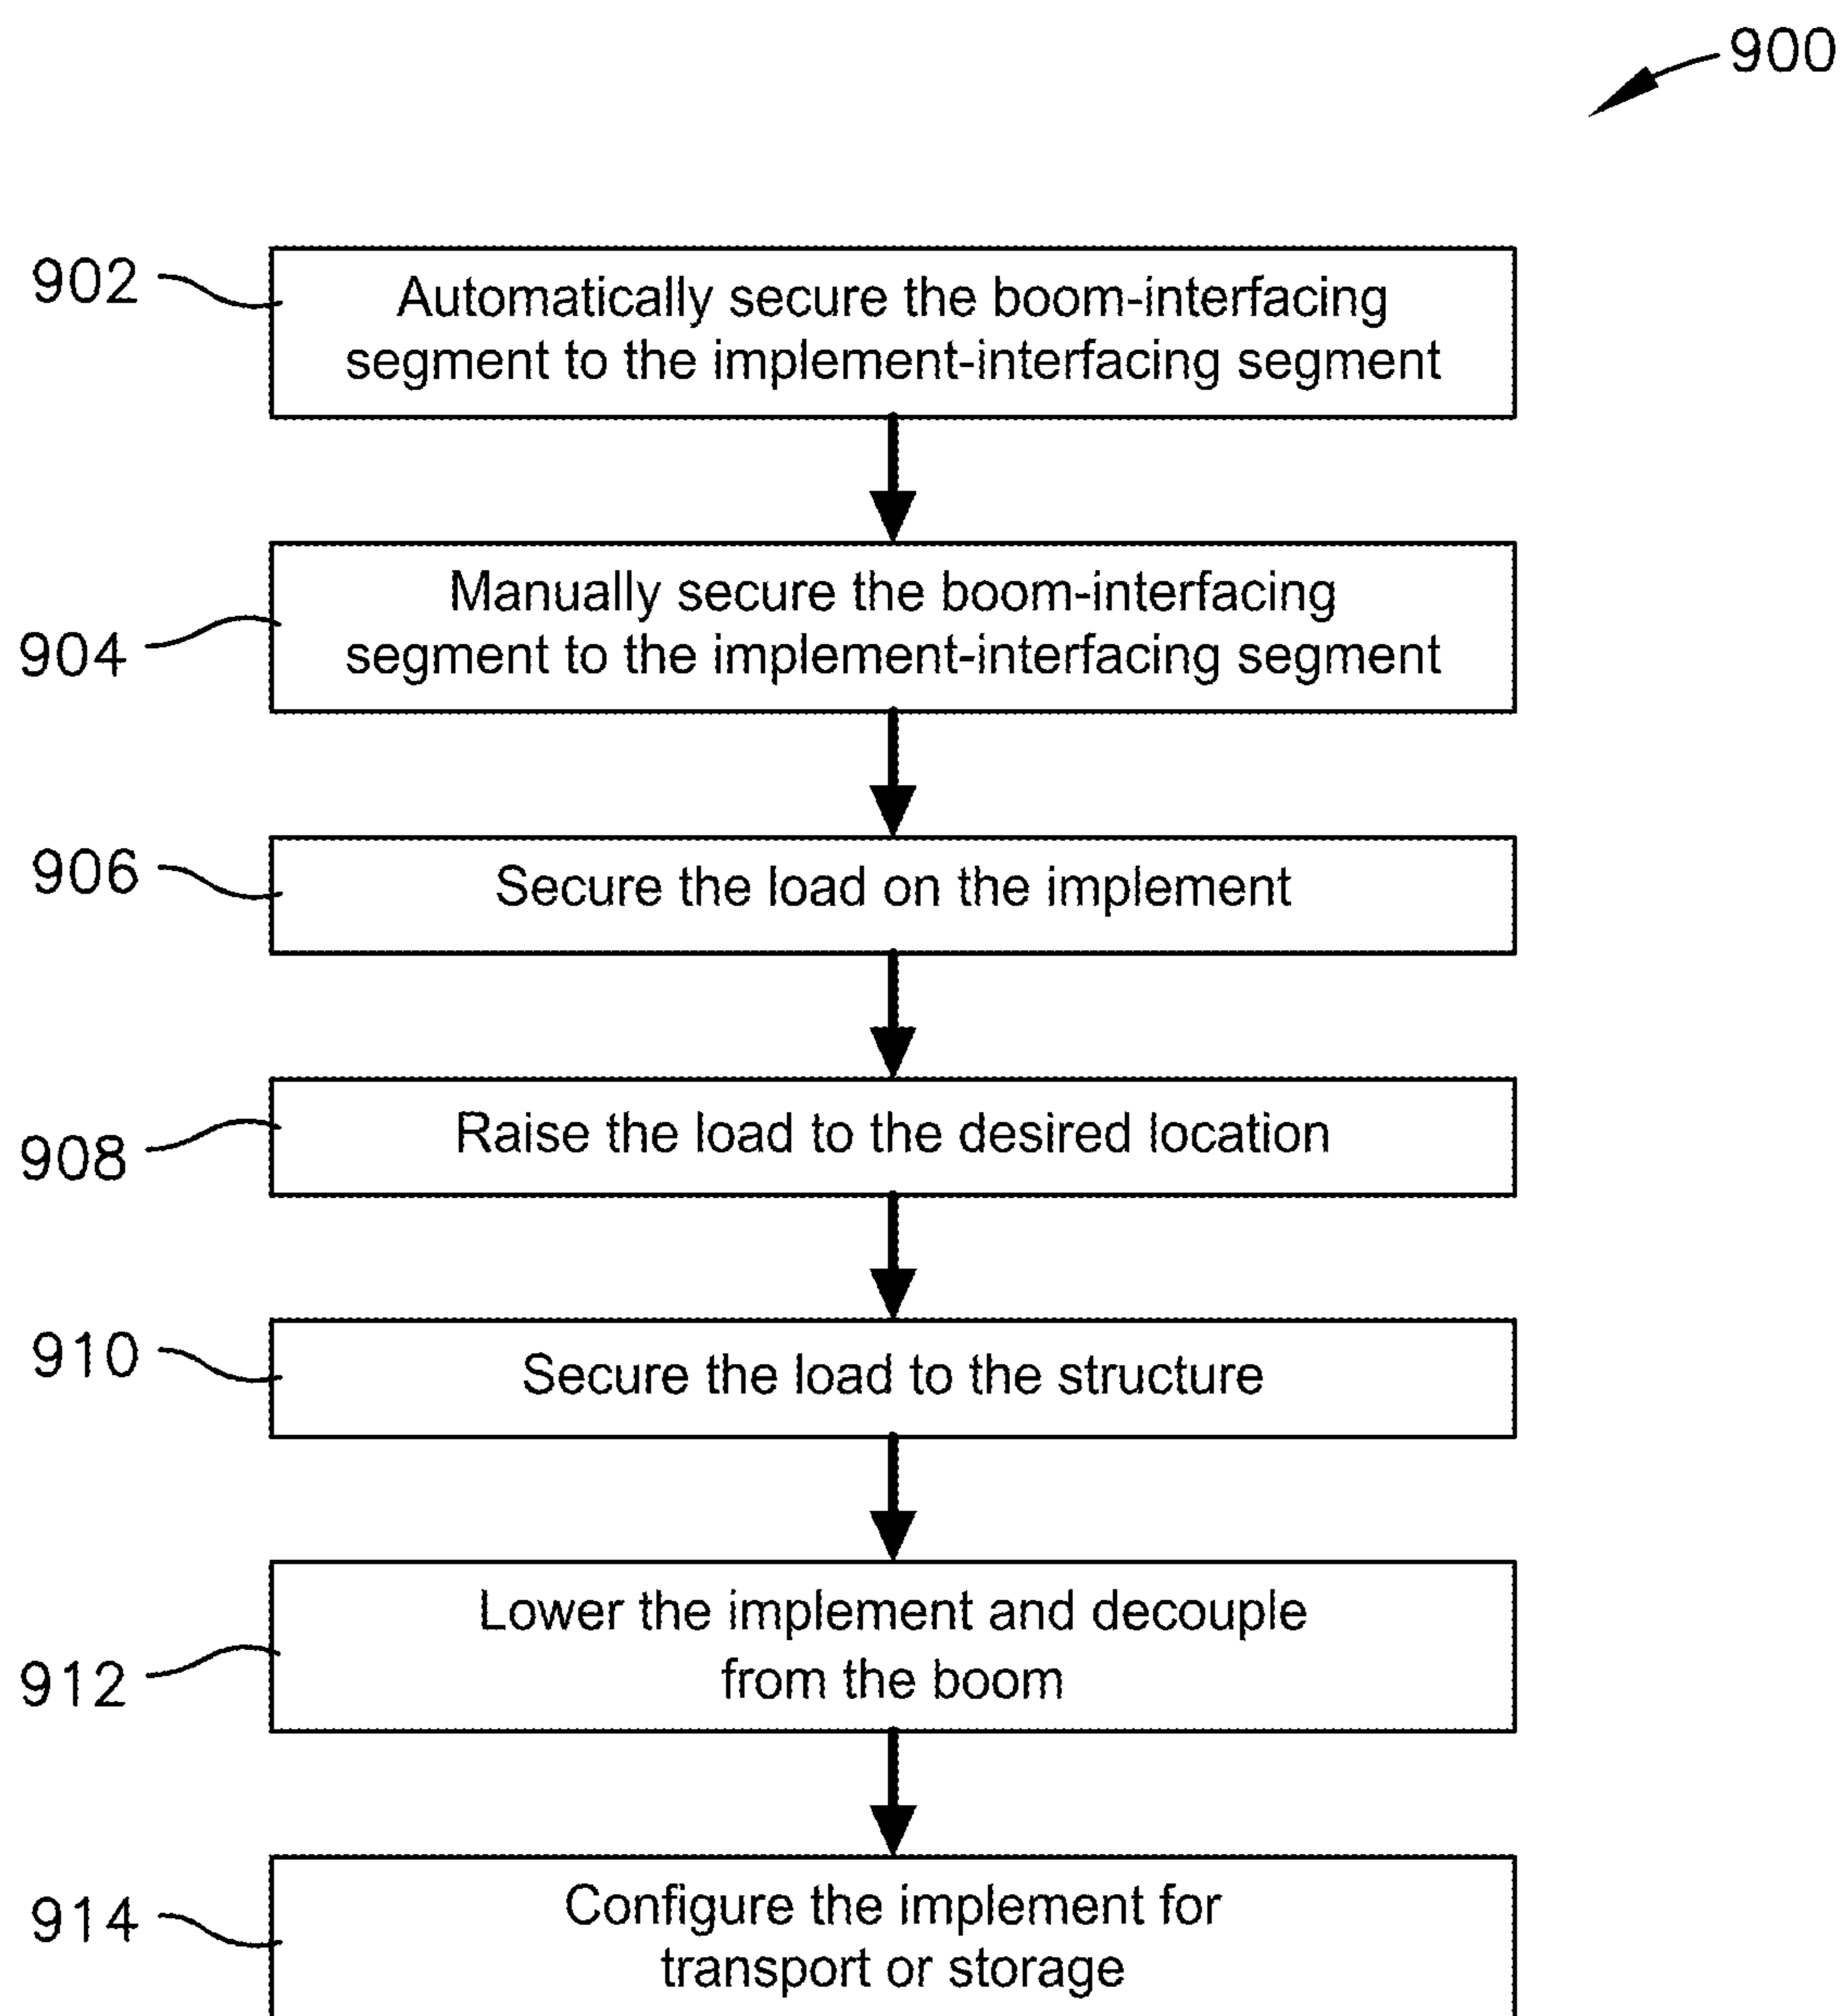 900
902
Automatically secure the boom-interfacing
segment to the implement-interfacing segment
904
Manually secure the boom-interfacing
segment to the implement-interfacing segment
906
Secure the load on the implement
908
Raise the load to the desired location
910
Secure the load to the structure
912
Lower the implement and decouple
from the boom
914
Configure the implement for
transport or storage